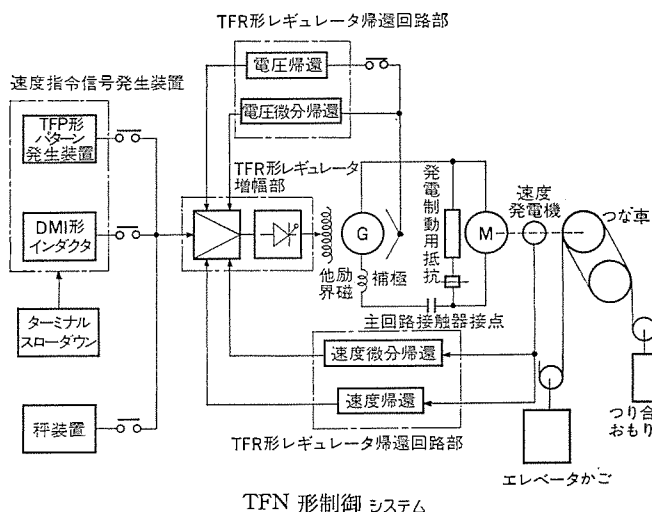 TFR形レギュレータ帰還回路部
電圧帰還
速度指令信号発生装置
電圧微分帰還
TFP形
パターン
発生装置
TFR形レギュレータ
増幅部
DMI形
インダクタ
他励
界磁
G
補極
発電制動用抵抗
M
速度
発電機
つな車
主回路接触器接点
ターミナル
スローダウン
速度微分帰還
速度帰還
秤装置
TFR形レギュレータ帰還回路部
つり合
おもり
エレベータかご
TFN 形制御 システム